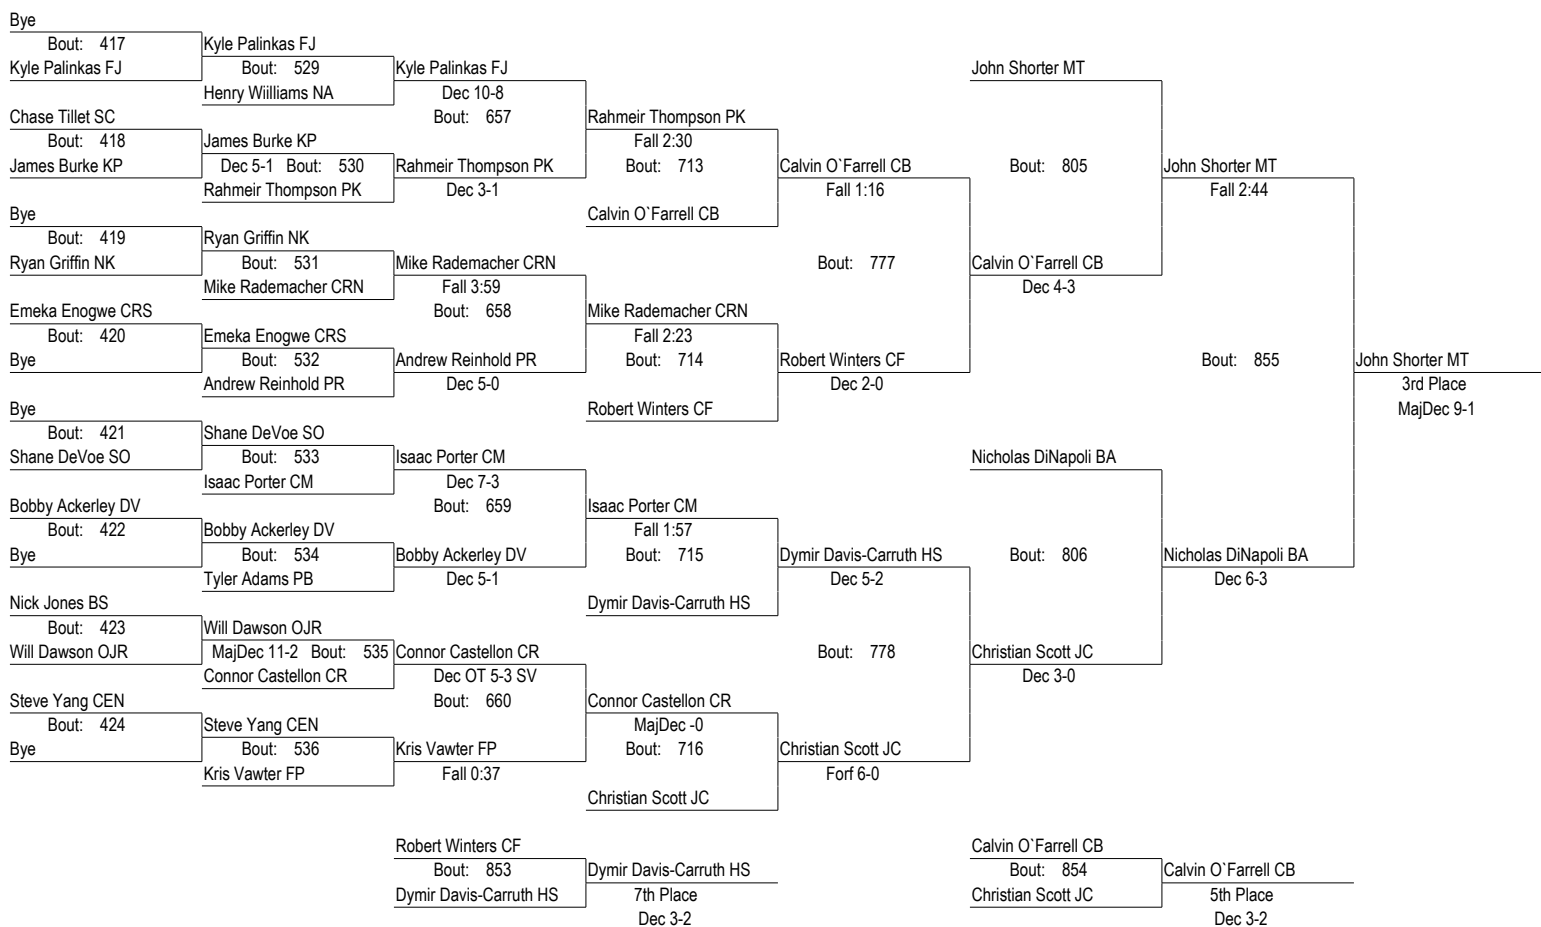 Bye
Bout: 417 Kyle Palinkas FJ
Kyle Palinkas FJ Bout: 529 Kyle Palinkas FJ John Shorter MT
Henry Wiilliams NA Dec 10-8
Chase Tillet SC Bout: 657 Rahmeir Thompson PK
Bout: 418 James Burke KP Fall 2:30
James Burke KP Dec 5-1 Bout: 530 Rahmeir Thompson PK Bout: 713 Calvin O`Farrell CB Bout: 805 John Shorter MT
Rahmeir Thompson PK Dec 3-1 Fall 1:16 Fall 2:44
Bye Calvin O`Farrell CB
Bout: 419 Ryan Griffin NK
Ryan Griffin NK Bout: 531 Mike Rademacher CRN Bout: 777 Calvin O`Farrell CB
Mike Rademacher CRN Fall 3:59 Dec 4-3
Emeka Enogwe CRS Bout: 658 Mike Rademacher CRN
Bout: 420 Emeka Enogwe CRS Fall 2:23
Bye Bout: 532 Andrew Reinhold PR Bout: 714 Robert Winters CF Bout: 855 John Shorter MT
Andrew Reinhold PR Dec 5-0 Dec 2-0 3rd Place
Bye Robert Winters CF MajDec 9-1
Bout: 421 Shane DeVoe SO
Shane DeVoe SO Bout: 533 Isaac Porter CM Nicholas DiNapoli BA
Isaac Porter CM Dec 7-3
Bobby Ackerley DV Bout: 659 Isaac Porter CM
Bout: 422 Bobby Ackerley DV Fall 1:57
Bye Bout: 534 Bobby Ackerley DV Bout: 715 Dymir Davis-Carruth HS Bout: 806 Nicholas DiNapoli BA
Tyler Adams PB Dec 5-1 Dec 5-2 Dec 6-3
Nick Jones BS Dymir Davis-Carruth HS
Bout: 423 Will Dawson OJR
Will Dawson OJR MajDec 11-2 Bout: 535 Connor Castellon CR Bout: 778 Christian Scott JC
Connor Castellon CR Dec OT 5-3 SV Dec 3-0
Steve Yang CEN Bout: 660 Connor Castellon CR
Bout: 424 Steve Yang CEN MajDec -0
Bye Bout: 536 Kris Vawter FP Bout: 716 Christian Scott JC
Kris Vawter FP Fall 0:37 Forf 6-0
Christian Scott JC
Robert Winters CF Calvin O`Farrell CB
Bout: 853 Dymir Davis-Carruth HS Bout: 854 Calvin O`Farrell CB
Dymir Davis-Carruth HS 7th Place Christian Scott JC 5th Place
Dec 3-2 Dec 3-2